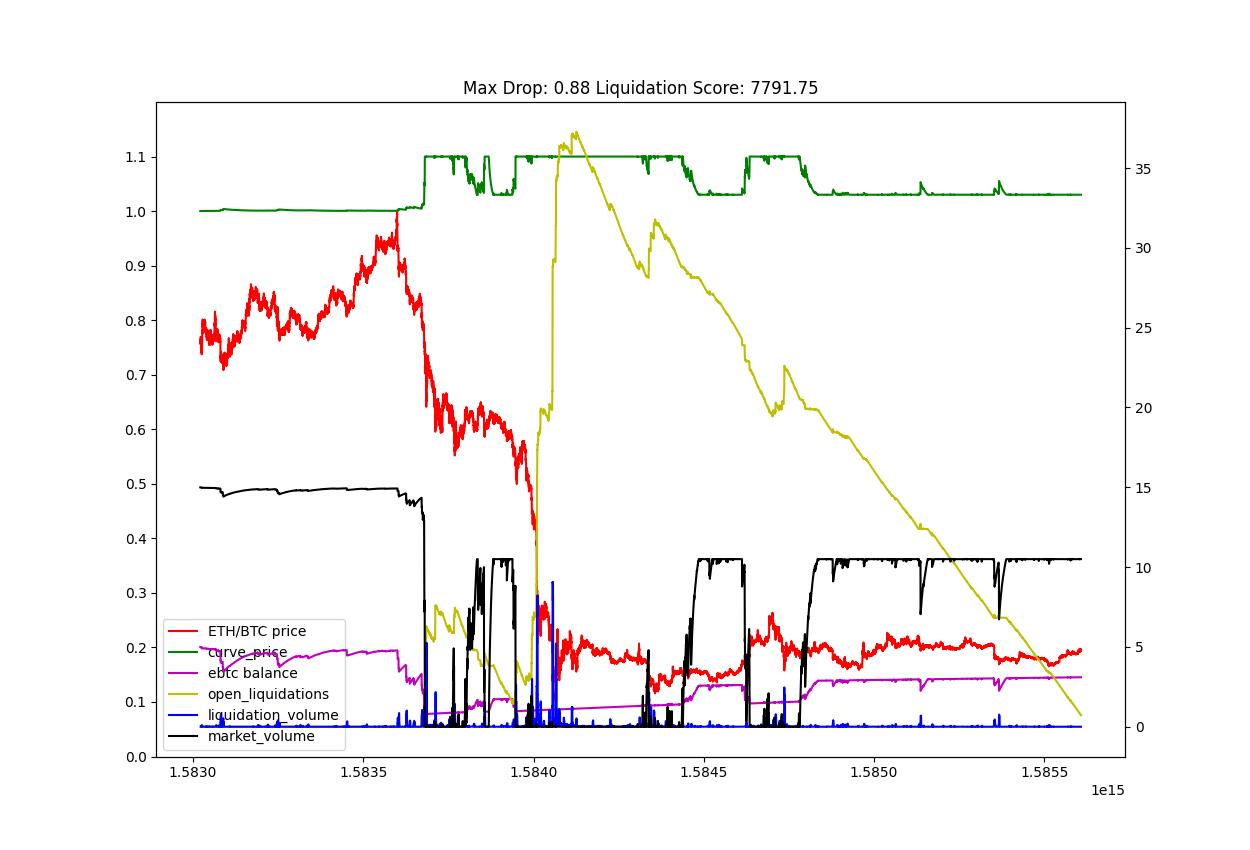 Max Drop: 0.88 Liquidation Score: 7791.75
1.1
1.0
0.9
0.8
0.7
0.6
0.5
0.4
0.3
0.2
0.1
0.0
35
30
25
20
15
10
5
0
ETH/BTC price
curve_price
ebtc balance
open_liquidations
liquidation_volume
market_volume
1.5830 1.5835 1.5840 1.5845 1.5850 1.5855
1e15